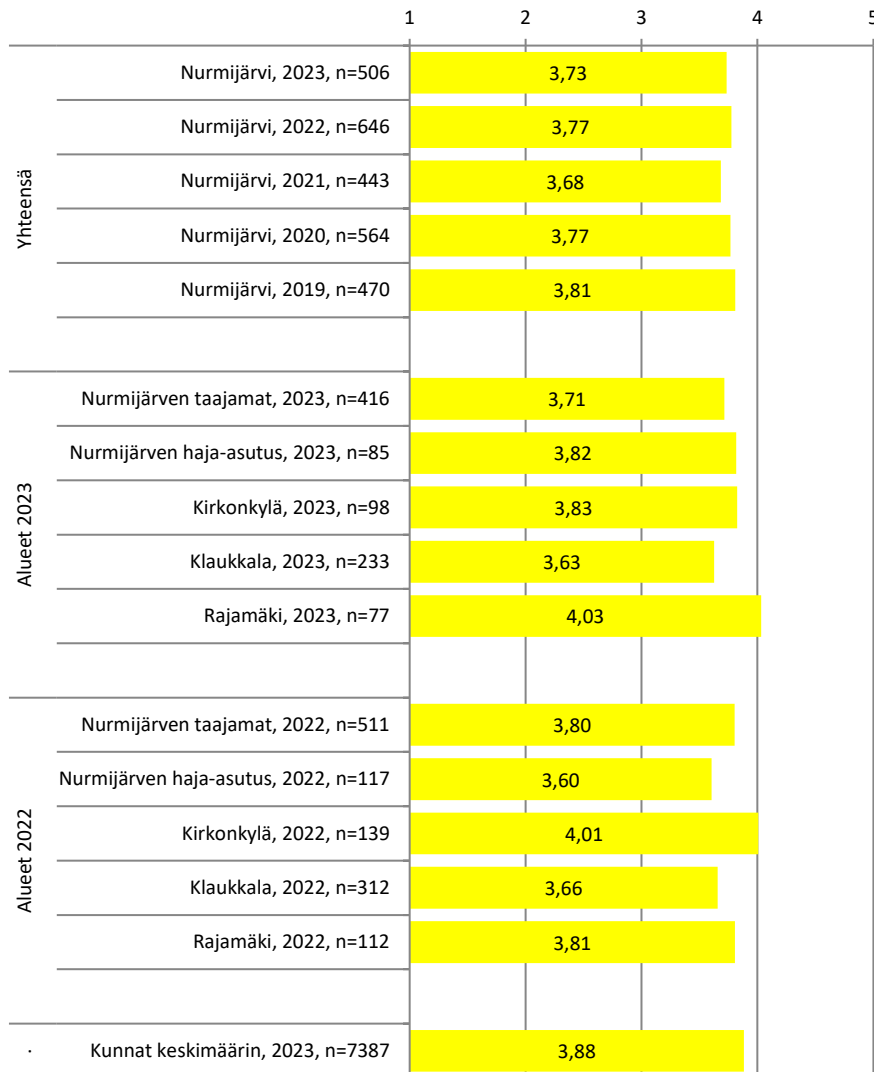 1 2 3 4 5
Yhteensä
Nurmijärvi, 2023, n=506 3,73
Nurmijärvi, 2022, n=646 3,77
Nurmijärvi, 2021, n=443 3,68
Nurmijärvi, 2020, n=564 3,77
Nurmijärvi, 2019, n=470 3,81
Alueet 2023
Nurmijärven taajamat, 2023, n=416 3,71
Nurmijärven haja-asutus, 2023, n=85 3,82
Kirkonkylä, 2023, n=98 3,83
Klaukkala, 2023, n=233 3,63
Rajamäki, 2023, n=77 4,03
Alueet 2022
Nurmijärven taajamat, 2022, n=511 3,80
Nurmijärven haja-asutus, 2022, n=117 3,60
Kirkonkylä, 2022, n=139 4,01
Klaukkala, 2022, n=312 3,66
Rajamäki, 2022, n=112 3,81
. Kunnat keskimäärin, 2023, n=7387 3,88